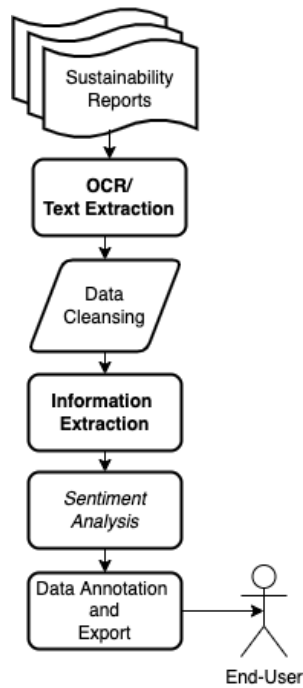 Sustainability
Reports
OCR/
Text Extraction
Data
Cleansing
Information
Extraction
Sentiment
Analysis
Data Annotation
and
Export
End-User